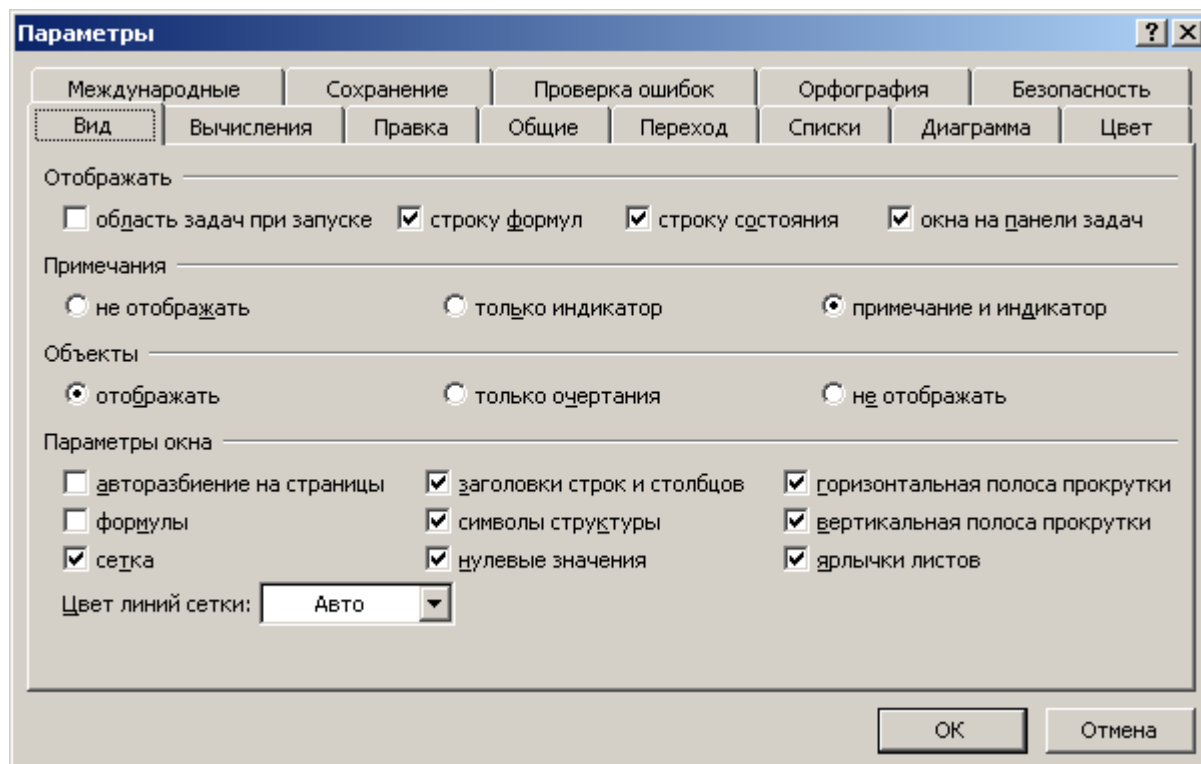 Параметры
Международные Сохранение Проверка ошибок Орфография Безопасность
Вид Вычисления Правка Общие Переход Списки Диаграмма Цвет
Отображать
область задач при запуске строку формул строку состояния окна на панели задач
Примечания
не отображать только индикатор примечание и индикатор
Объекты
отображать только очертания не отображать
Параметры окна
авторазбиение на страницы заголовки строк и столбцов горизонтальная полоса прокрутки
формулы символы структуры вертикальная полоса прокрутки
сетка нулевые значения ярлычки листов
Цвет линий сетки: Авто
ОК Отмена